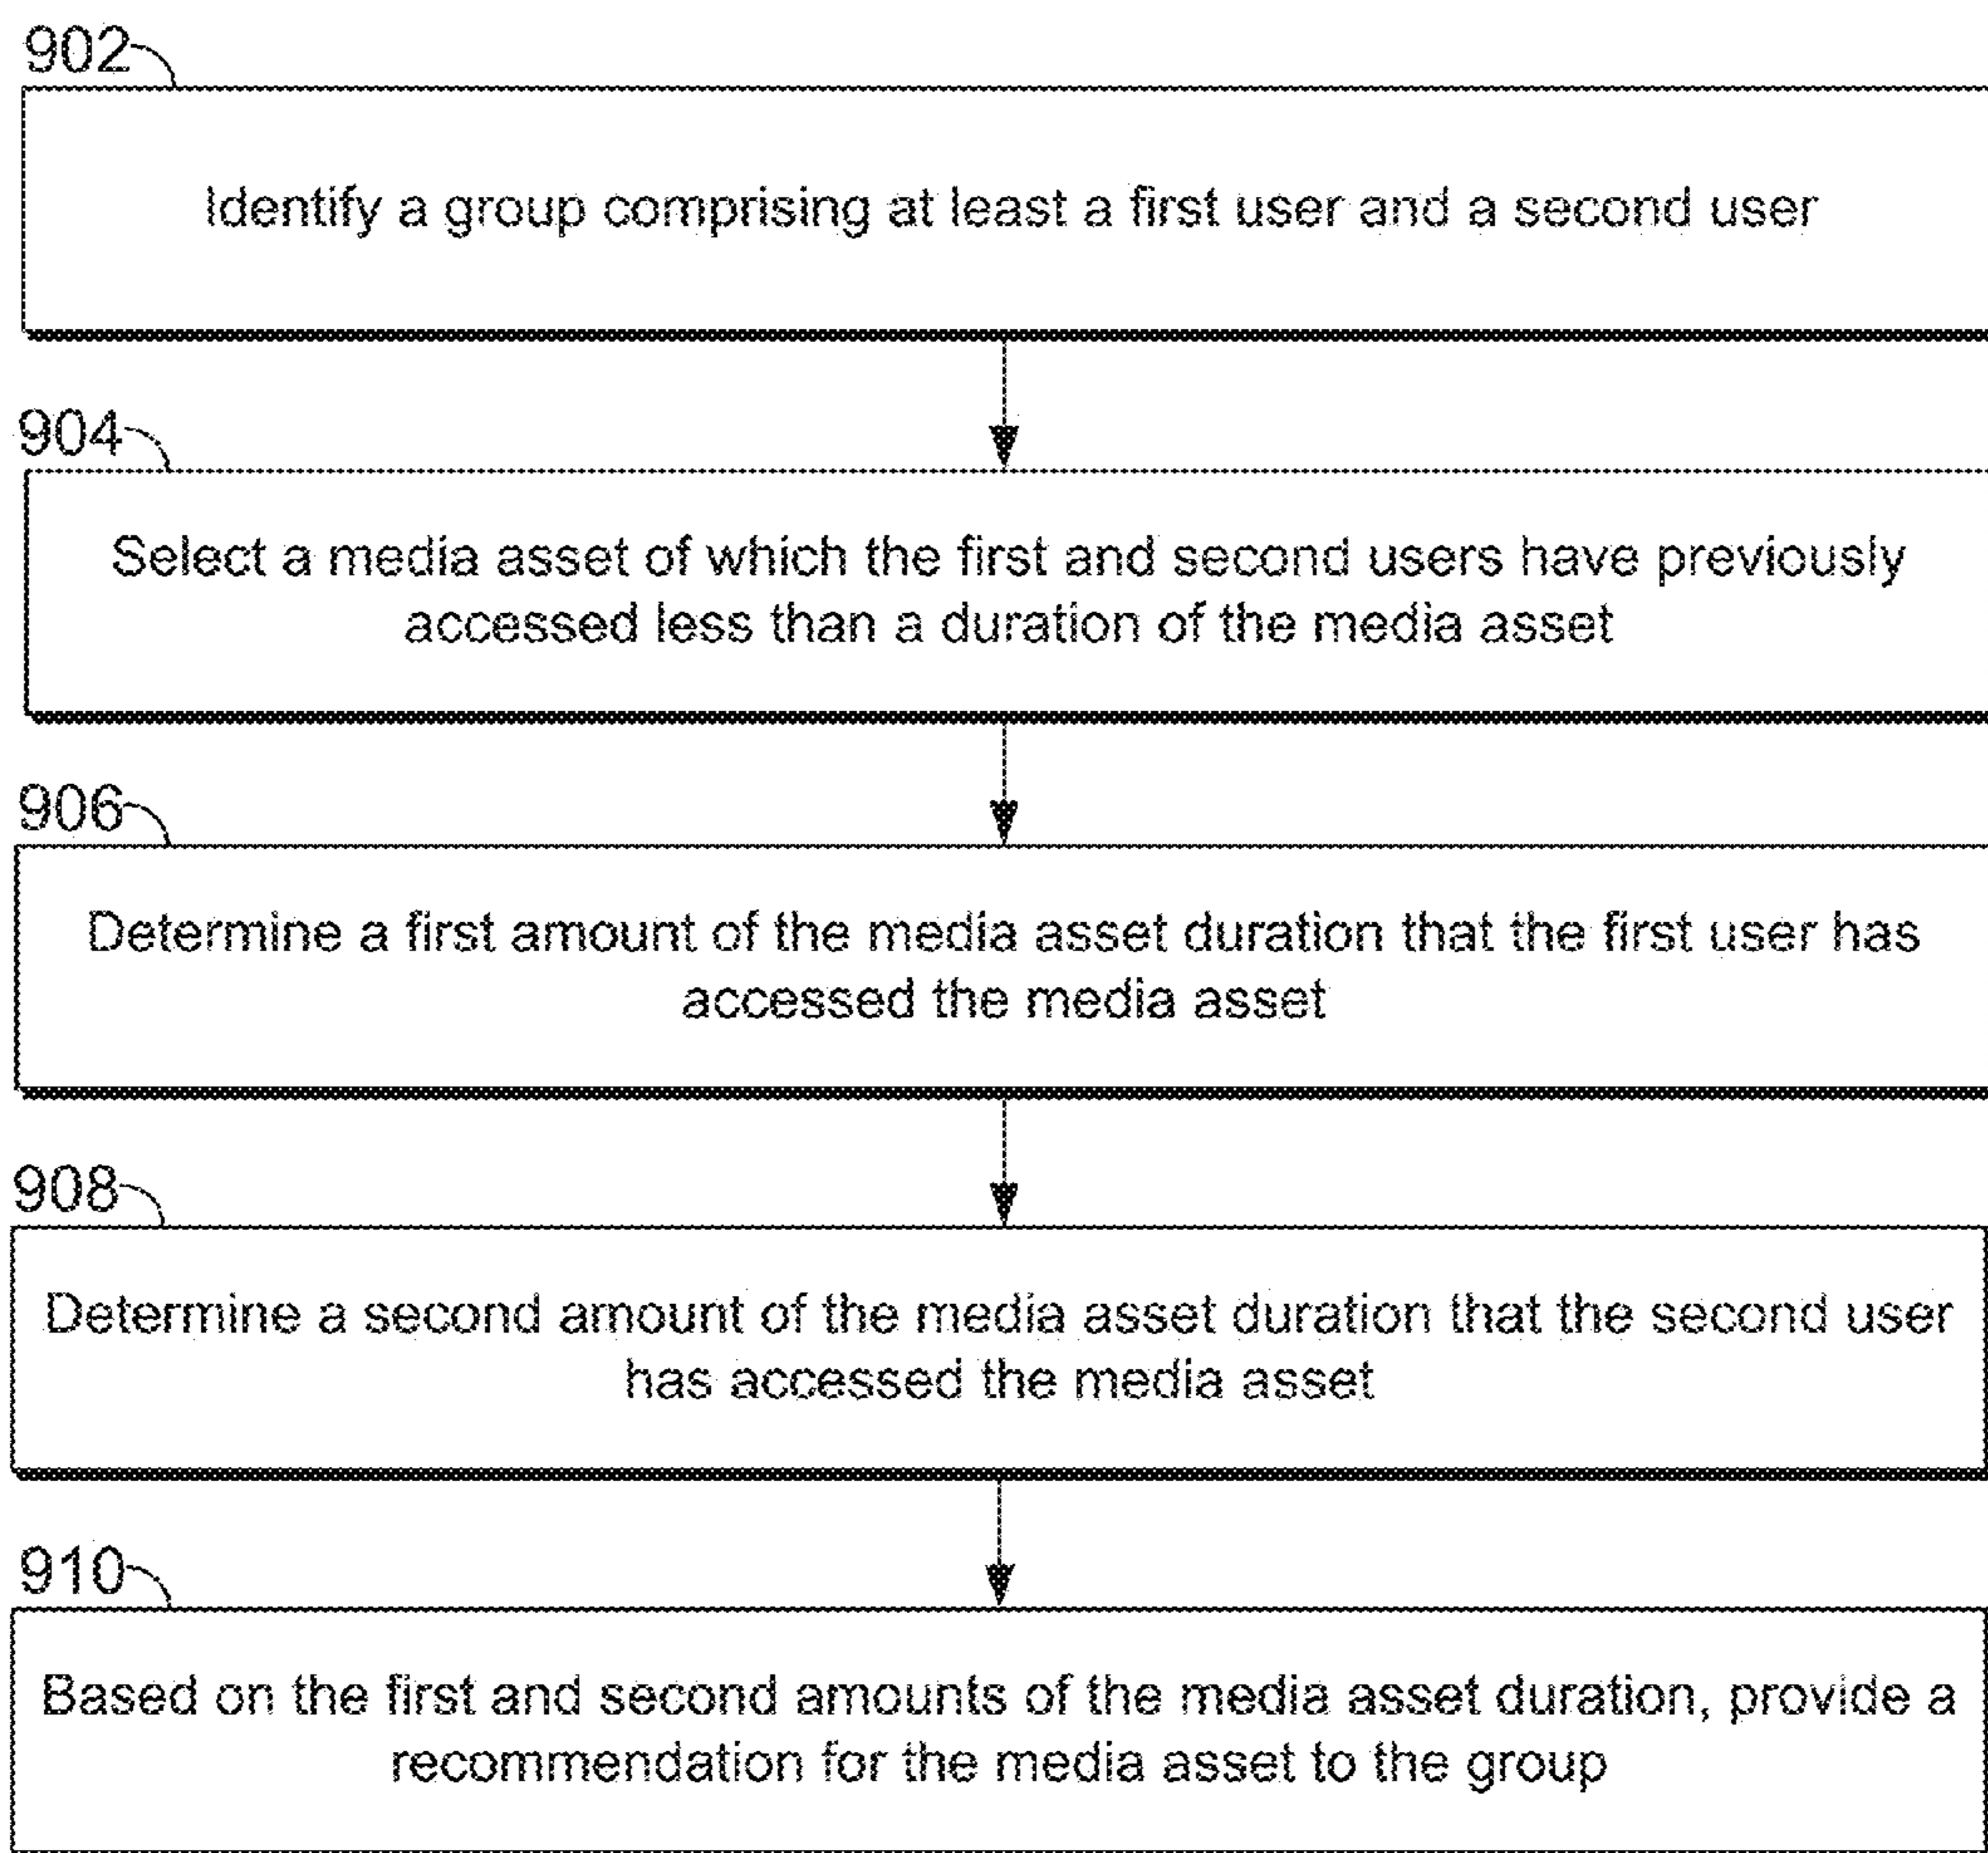 902
Identify a group comprising at least a first user and a second user
904
Select a media asset of which the first and second users have previously
accessed less than a duration of the media asset
906
Determine a first amount of the media asset duration that the first user has
accessed the media asset
908
Determine a second amount of the media asset duration that the second user
has accessed the media asset
910
Based on the first and second amounts of the media asset duration, provide a
recommendation for the media asset to the group